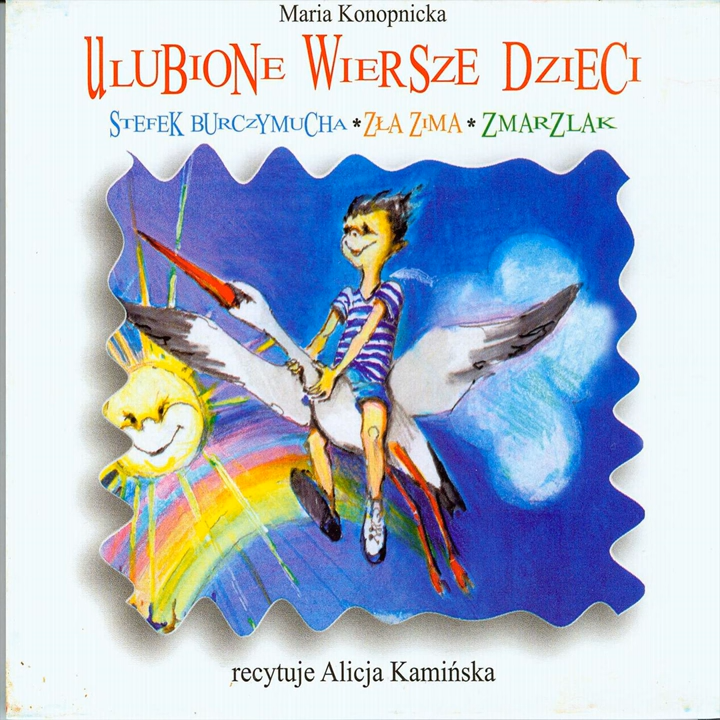 Maria Konopnicka
ULUBIONE WIERSZE DZIECI
STEFEK BURCZYMUCHA * ZŁA ZIMA * ZMARZLAK
recytuje Alicja Kamińska